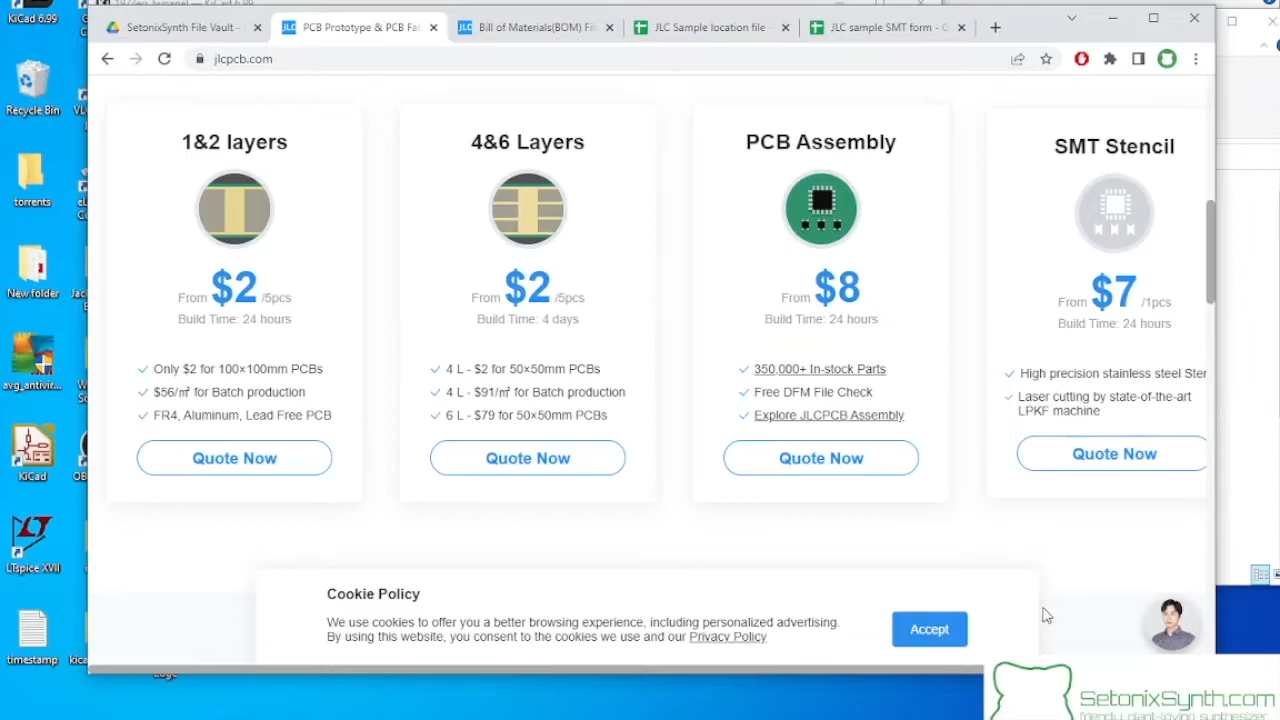 KiCad 6.99
SetonixSynth File Vault -
PCB Prototype & PCB Fa
Bill of Materials(BOM) Fil
JLC Sample location file -
JLC sample SMT form - G
jlcpcb.com
Recycle Bin
torrents
New folder
avg_antivir...
KiCad
LTspice XVII
timestamp
1&2 layers
From $2 /5pcs
Build Time: 24 hours
Only $2 for 100×100mm PCBs
$56/㎡ for Batch production
FR4, Aluminum, Lead Free PCB
Quote Now
4&6 Layers
From $2 /5pcs
Build Time: 4 days
4 L - $2 for 50×50mm PCBs
4 L - $91/㎡ for Batch production
6 L - $79 for 50×50mm PCBs
Quote Now
PCB Assembly
From $8
Build Time: 24 hours
350,000+ In-stock Parts
Free DFM File Check
Explore JLCPCB Assembly
Quote Now
SMT Stencil
From $7 /1pcs
Build Time: 24 hours
High precision stainless steel Ster
Laser cutting by state-of-the-art
LPKF machine
Quote Now
Cookie Policy
We use cookies to offer you a better browsing experience, including personalized advertising.
By using this website, you consent to the cookies we use and our Privacy Policy
Accept
SetonixSynth.com
friendly plant-loving synthesizer